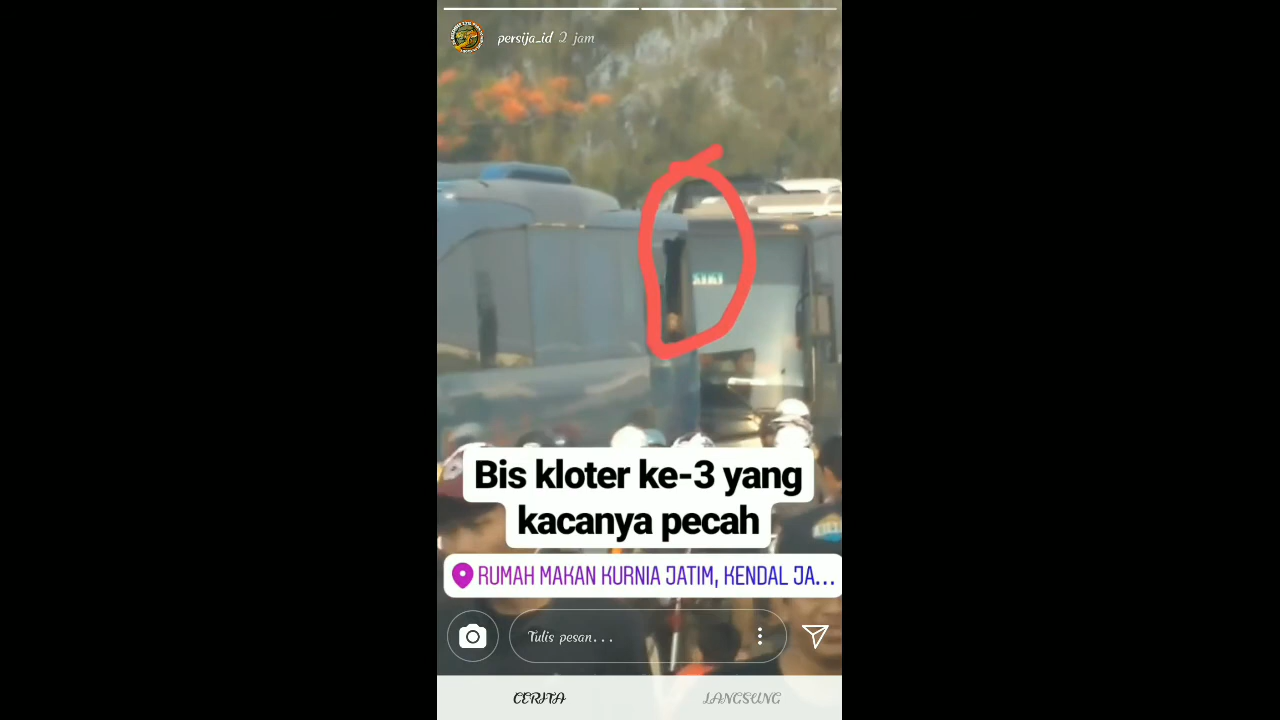 persija_id 2 jam
Bis kloter ke-3 yang
kacanya pecah
RUMAH MAKAN KURNIA JATIM, KENDAL JA...
Tulis pesan...
CERITA LANGSUNG